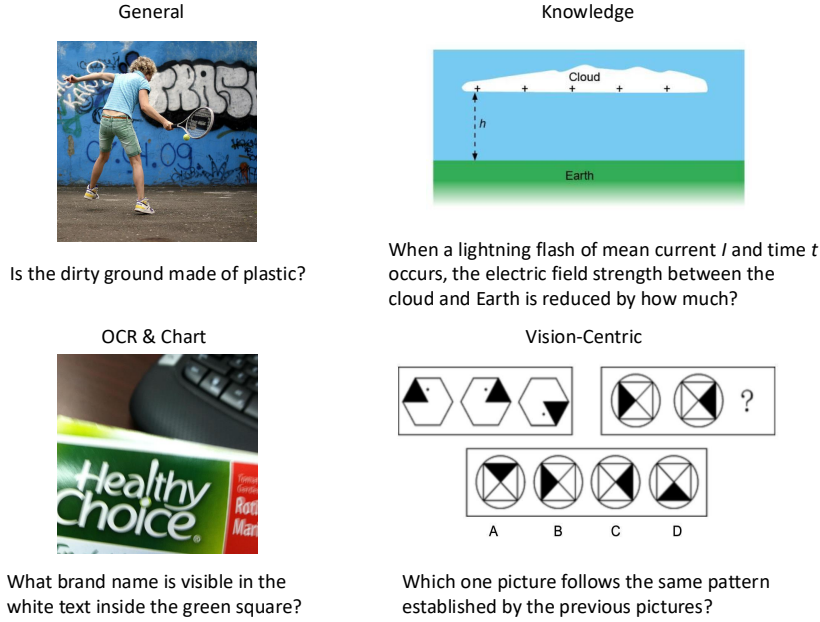 General
Knowledge
Cloud
+ + + + +
h
Earth
07.04.09
Is the dirty ground made of plastic?
When a lightning flash of mean current I and time t
occurs, the electric field strength between the
cloud and Earth is reduced by how much?
OCR & Chart
Vision-Centric
Healthy
Choice®
?
A B C D
What brand name is visible in the
white text inside the green square?
Which one picture follows the same pattern
established by the previous pictures?